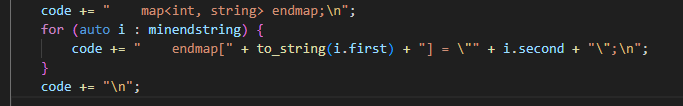 code += "    map<int, string> endmap;\n";
for (auto i : minendstring) {
    code += "    endmap[" + to_string(i.first) + "] = \"" + i.second + "\";\n";
}
code += "\n";